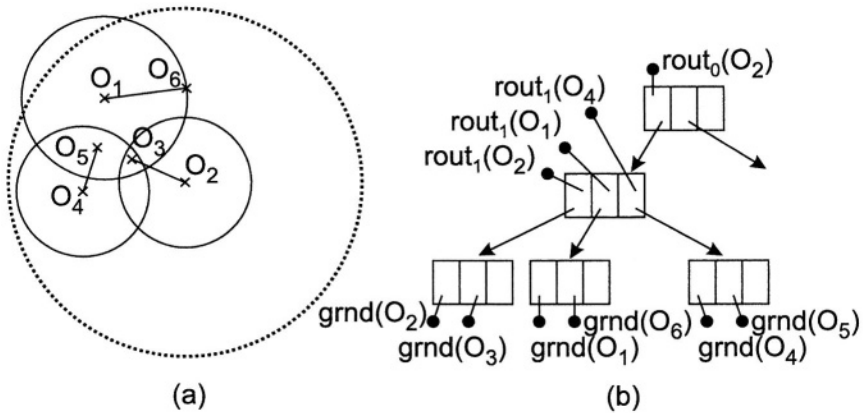 O₁
O₆
O₅
O₃
O₄
O₂
(a)
rout₀(O₂)
rout₁(O₄)
rout₁(O₁)
rout₁(O₂)
grnd(O₂)
grnd(O₃)
grnd(O₆)
grnd(O₁)
grnd(O₅)
grnd(O₄)
(b)